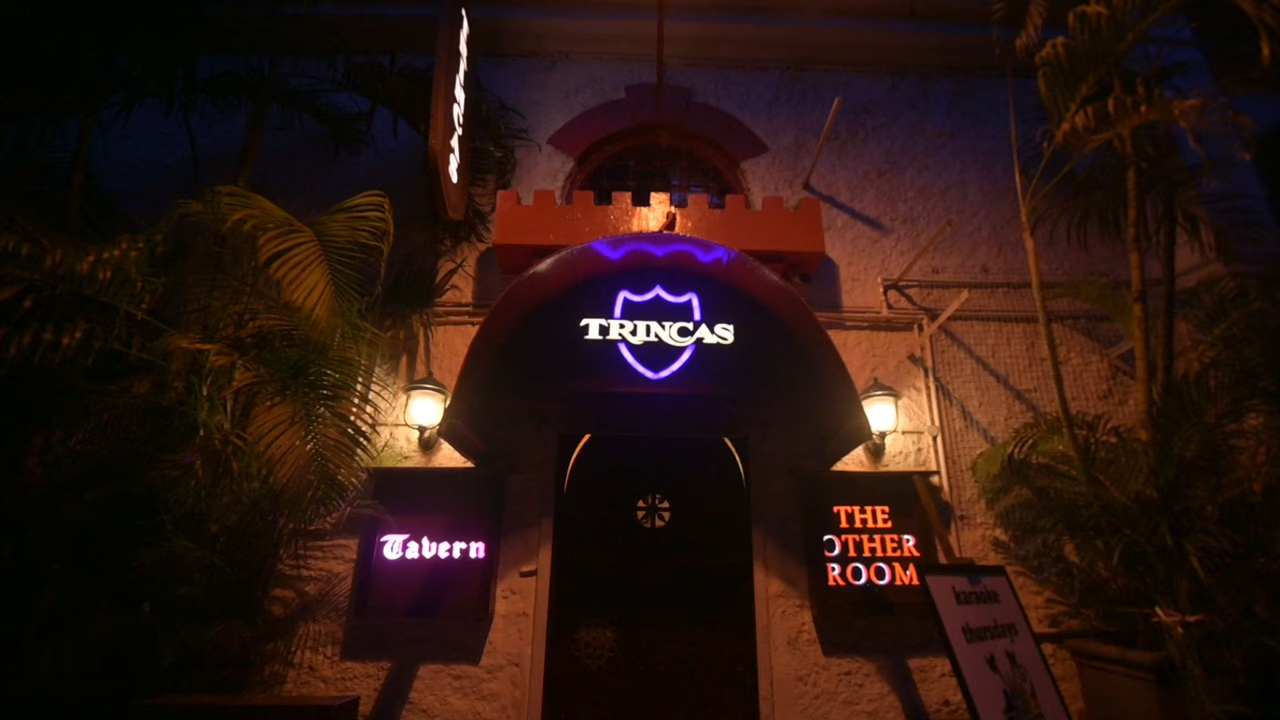 TRINCAS
Tavern
THE
OTHER
ROOM
karaoke
thursdays